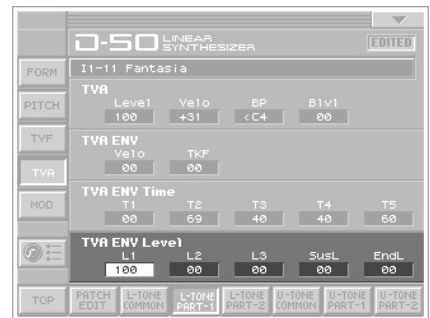 D-50 LINEAR SYNTHESIZER EDITED
FORM
I1-11 Fantasia
PITCH
TVA
Level Velo BP Blvl
100 +31 <C4 00
TVF
TVA ENV
Velo TKF
00 00
TVA
TVA ENV Time
MOD
T1 T2 T3 T4 T5
00 69 40 40 60
TVA ENV Level
L1 L2 L3 SusL EndL
100 00 00 00 00
TOP PATCH EDIT L-TONE COMMON L-TONE PART-1 L-TONE PART-2 U-TONE COMMON U-TONE PART-1 U-TONE PART-2